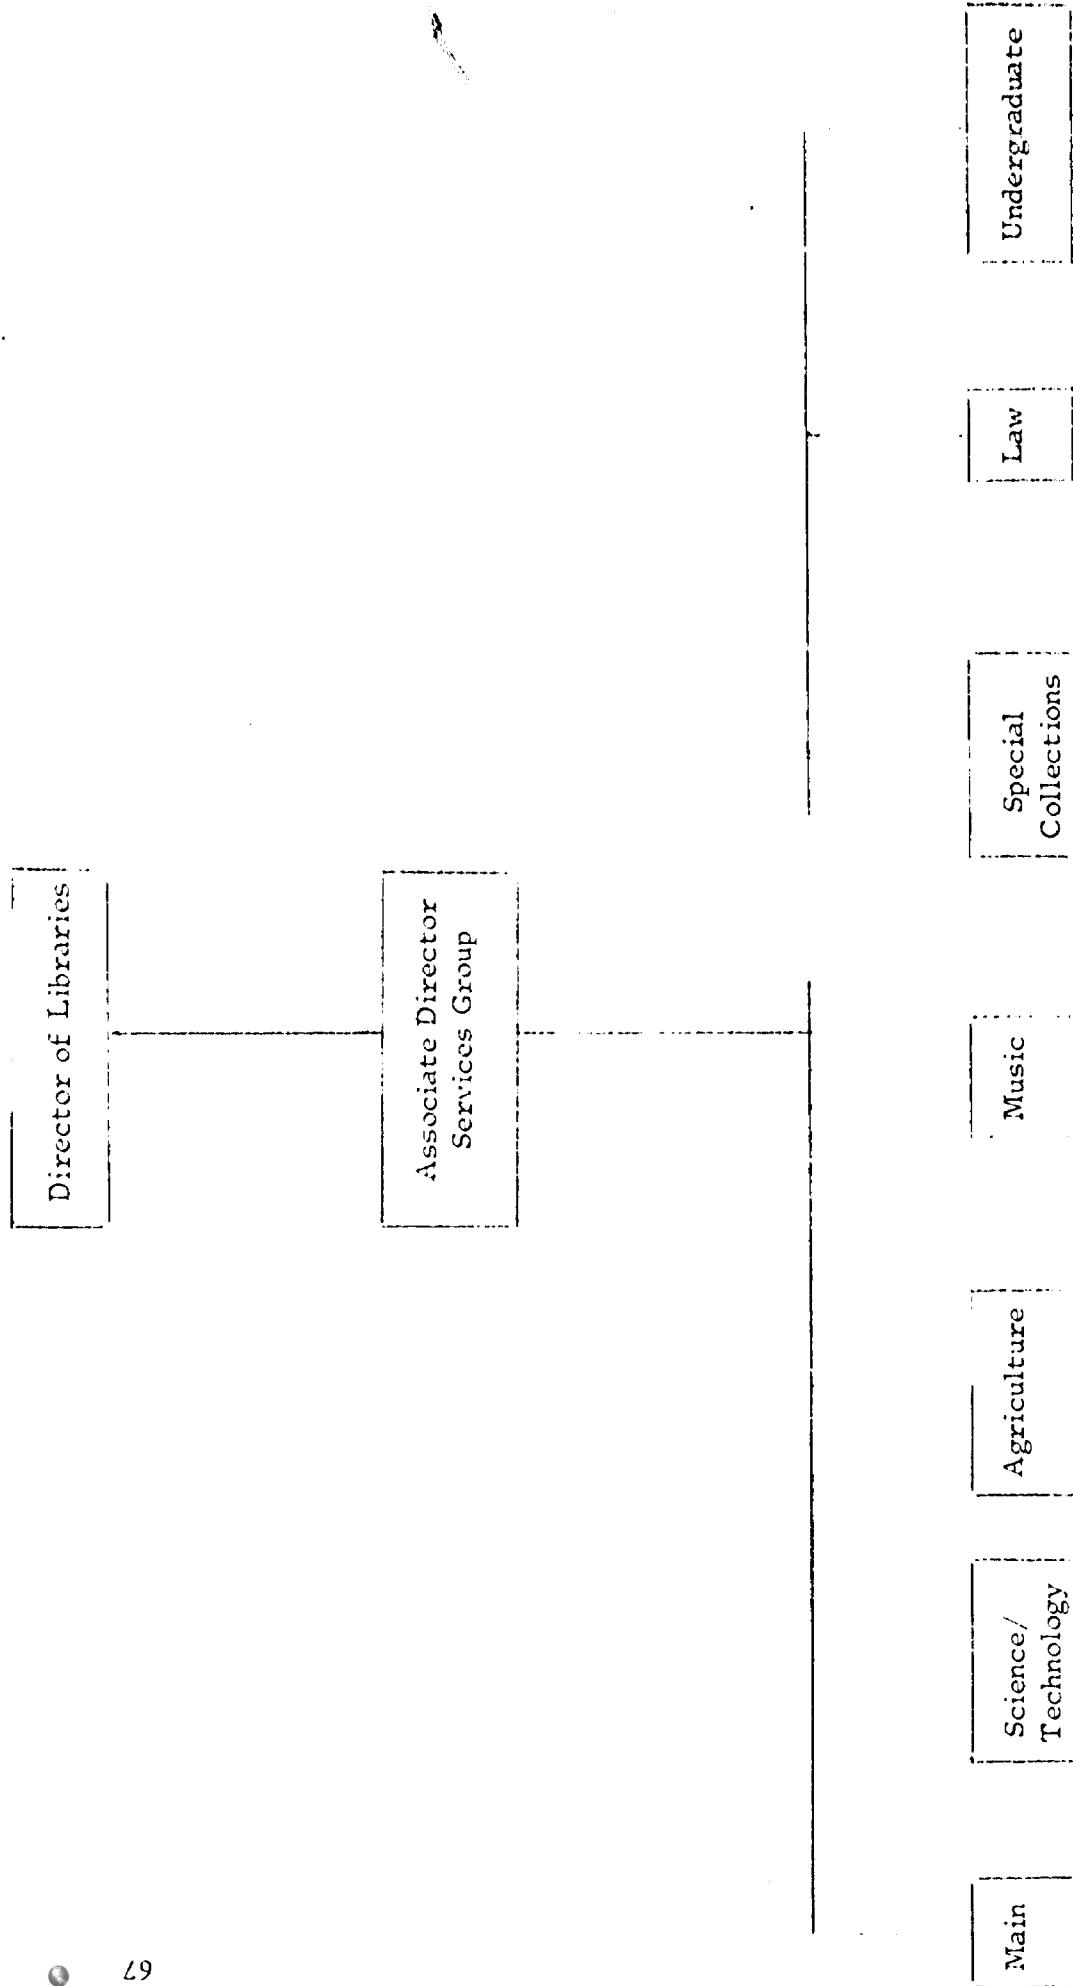 Director of Libraries
Associate Director
Services Group
Main
Science/
Technology
Agriculture
Music
Special
Collections
Law
Undergraduate
67